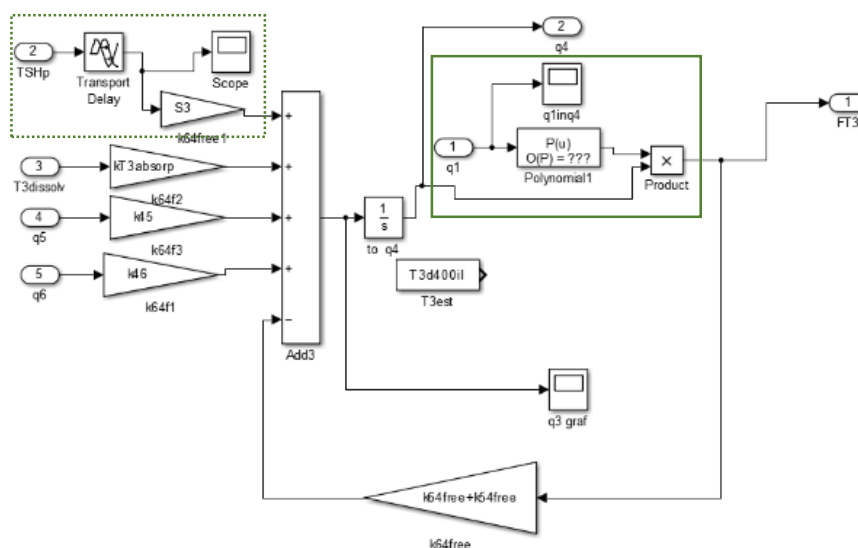 2
TSHp
Transport
Delay
Scope
S3
k64free1
3
T3dissolv
kT3absorp
k64f2
4
q5
k45
k64f3
5
q6
k46
k64f1
+
+
+
+
−
Add3
1
s
to q4
2
q4
q1inq4
1
q1
P(u)
O(P) = ???
Polynomial1
×
Product
1
FT3
T3d400il
T3est
q3 graf
k64free+k54free
k64free